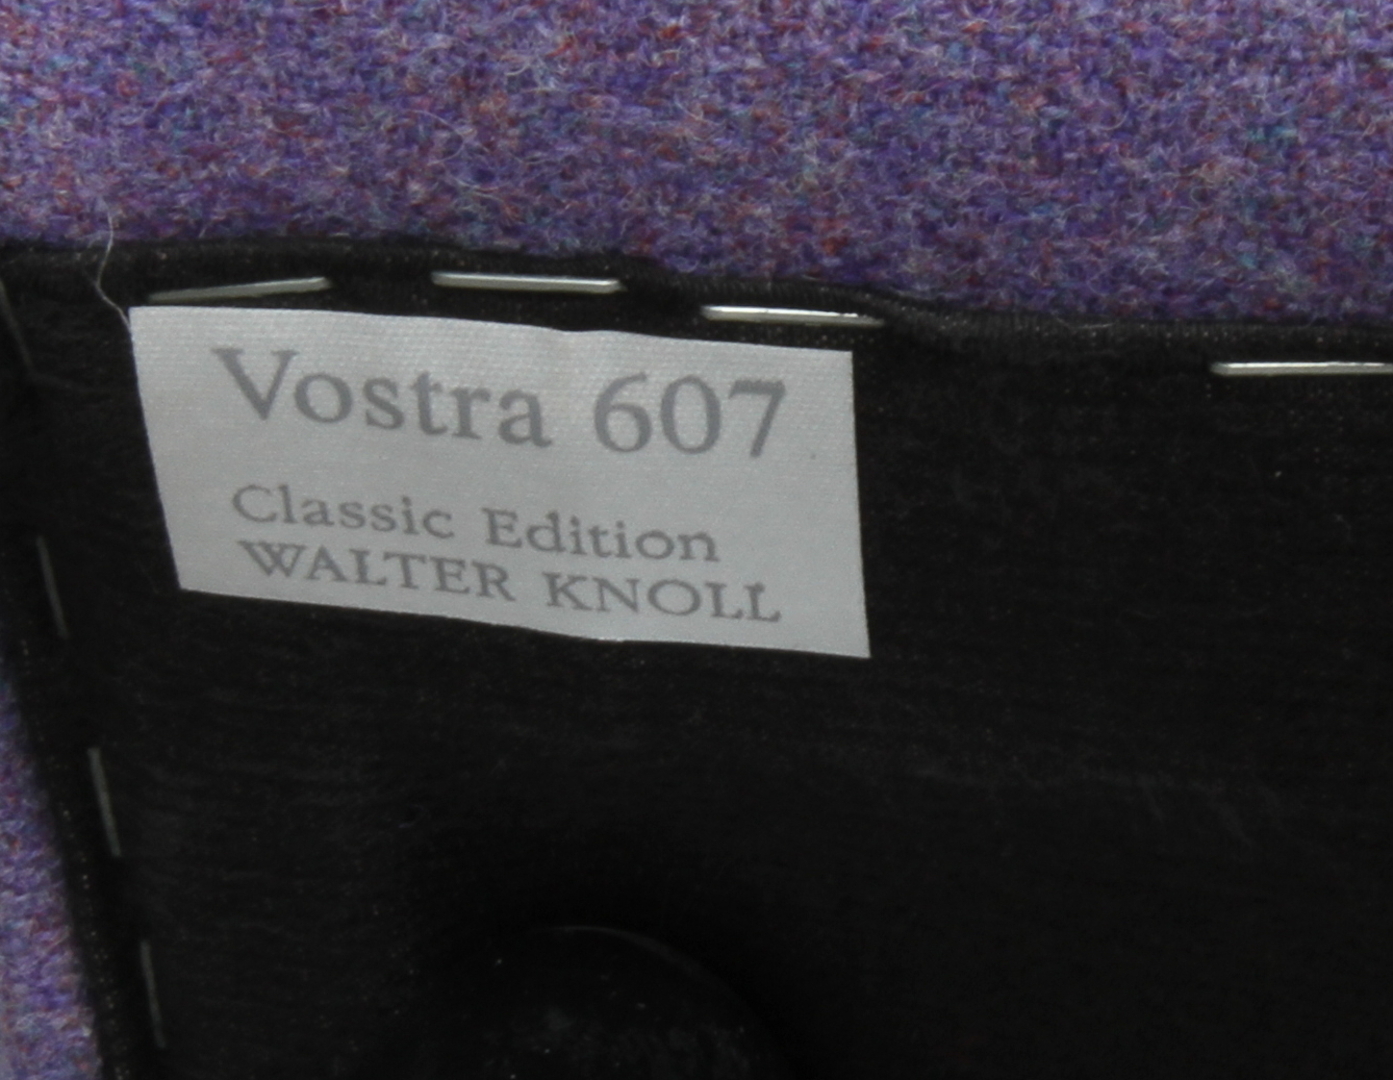 Vostra 607
Classic Edition
WALTER KNOLL